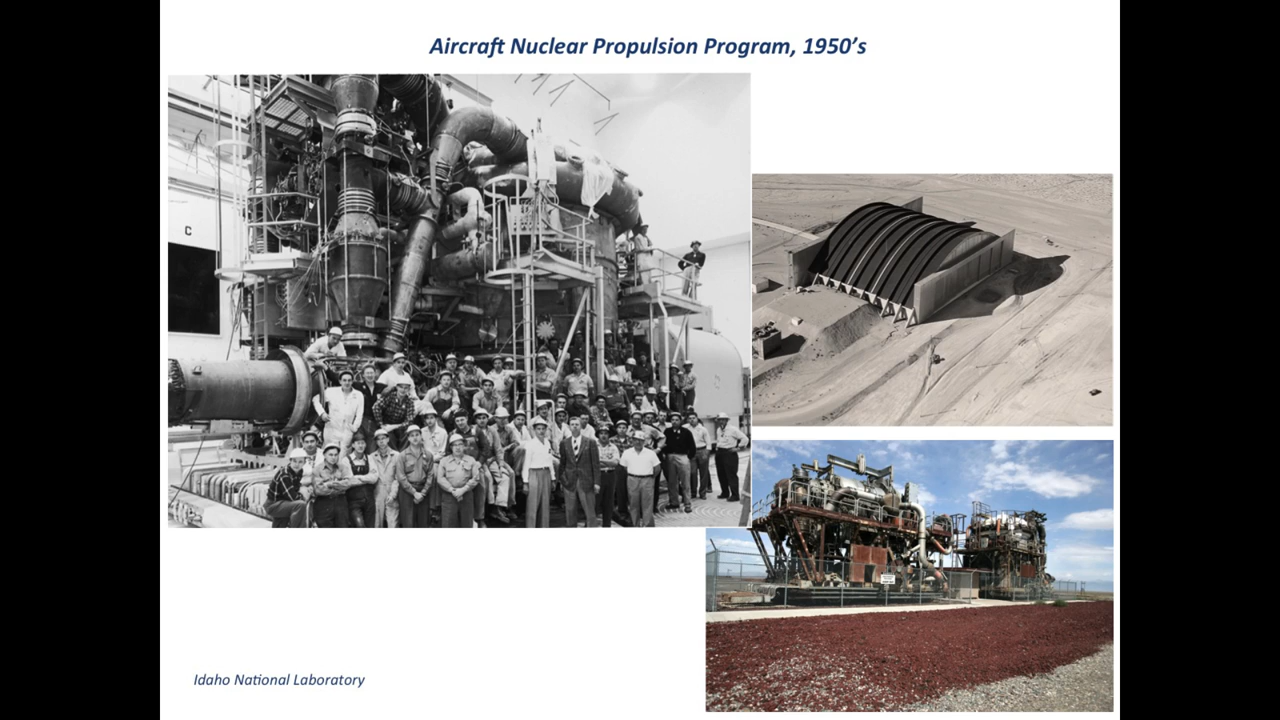 Aircraft Nuclear Propulsion Program, 1950’s
C
Idaho National Laboratory